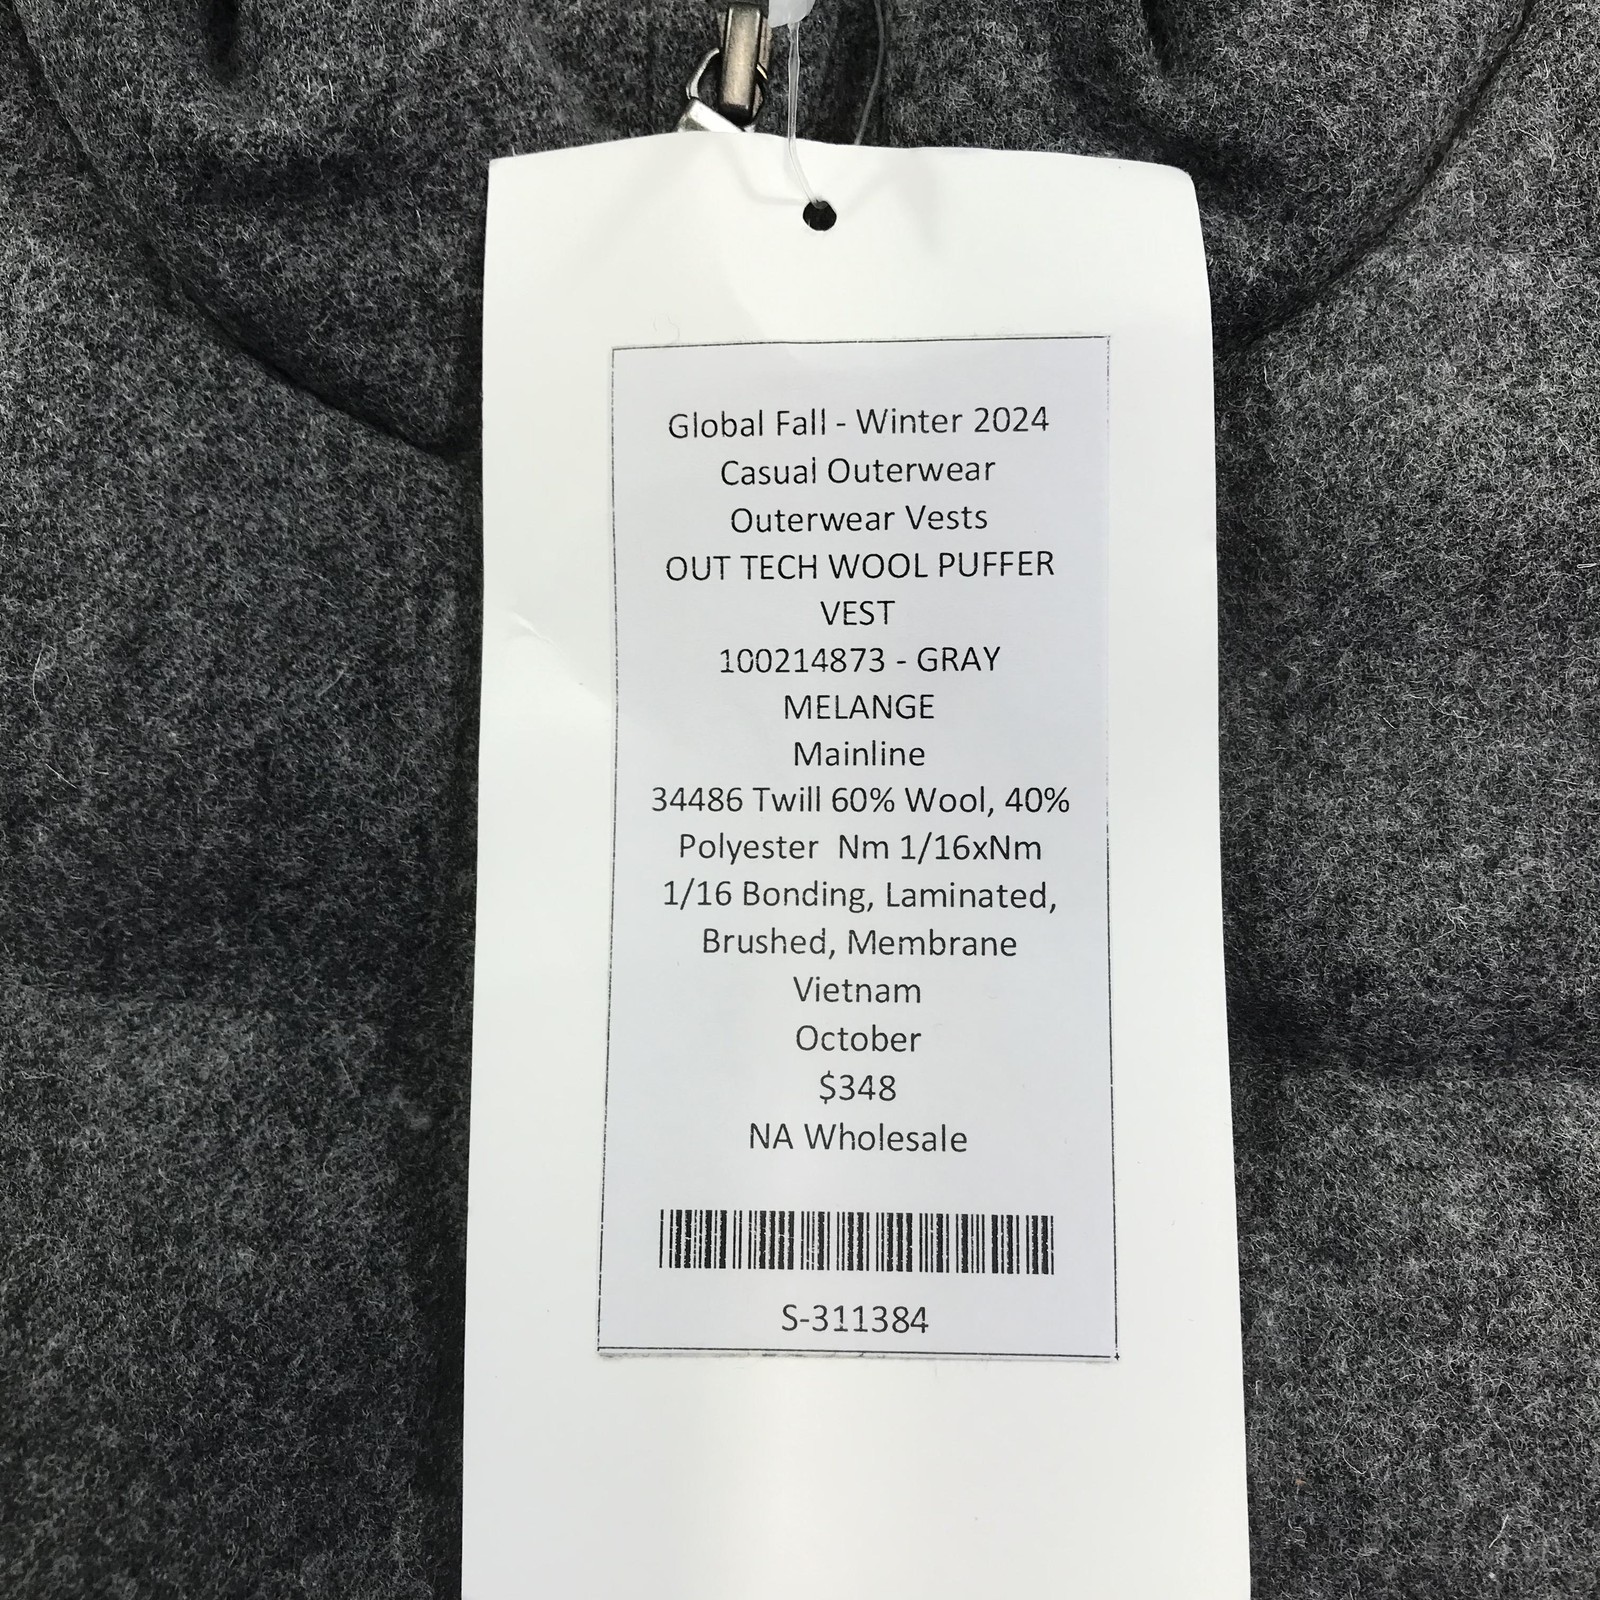 Global Fall - Winter 2024
Casual Outerwear
Outerwear Vests
OUT TECH WOOL PUFFER
VEST
100214873 - GRAY
MELANGE
Mainline
34486 Twill 60% Wool, 40%
Polyester  Nm 1/16xNm
1/16 Bonding, Laminated,
Brushed, Membrane
Vietnam
October
$348
NA Wholesale
S-311384